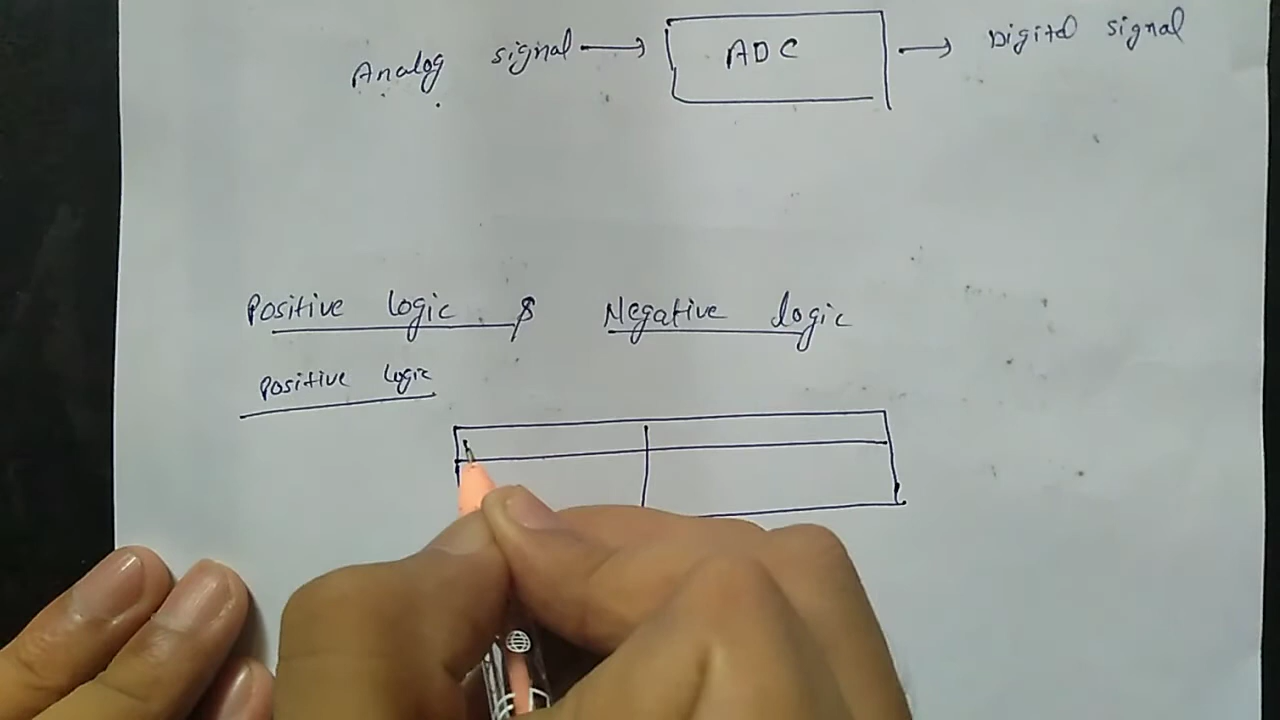 Analog signal → ADC → Digital signal
Positive Logic & Negative Logic
Positive Logic